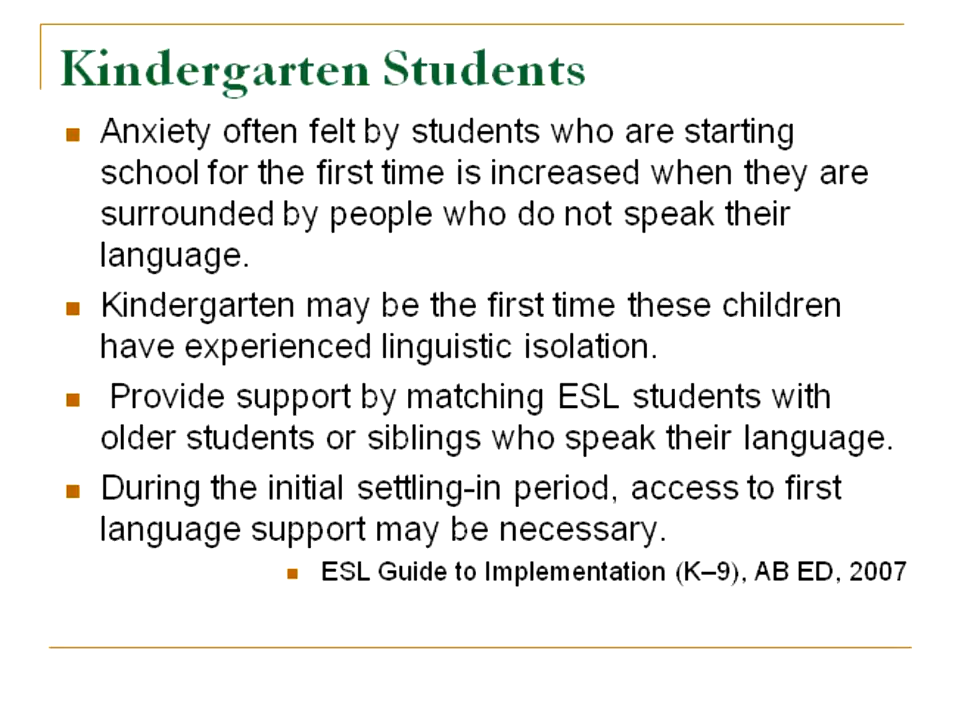 Kindergarten Students
Anxiety often felt by students who are starting
school for the first time is increased when they are
surrounded by people who do not speak their
language.
Kindergarten may be the first time these children
have experienced linguistic isolation.
Provide support by matching ESL students with
older students or siblings who speak their language.
During the initial settling-in period, access to first
language support may be necessary.
ESL Guide to Implementation (K–9), AB ED, 2007